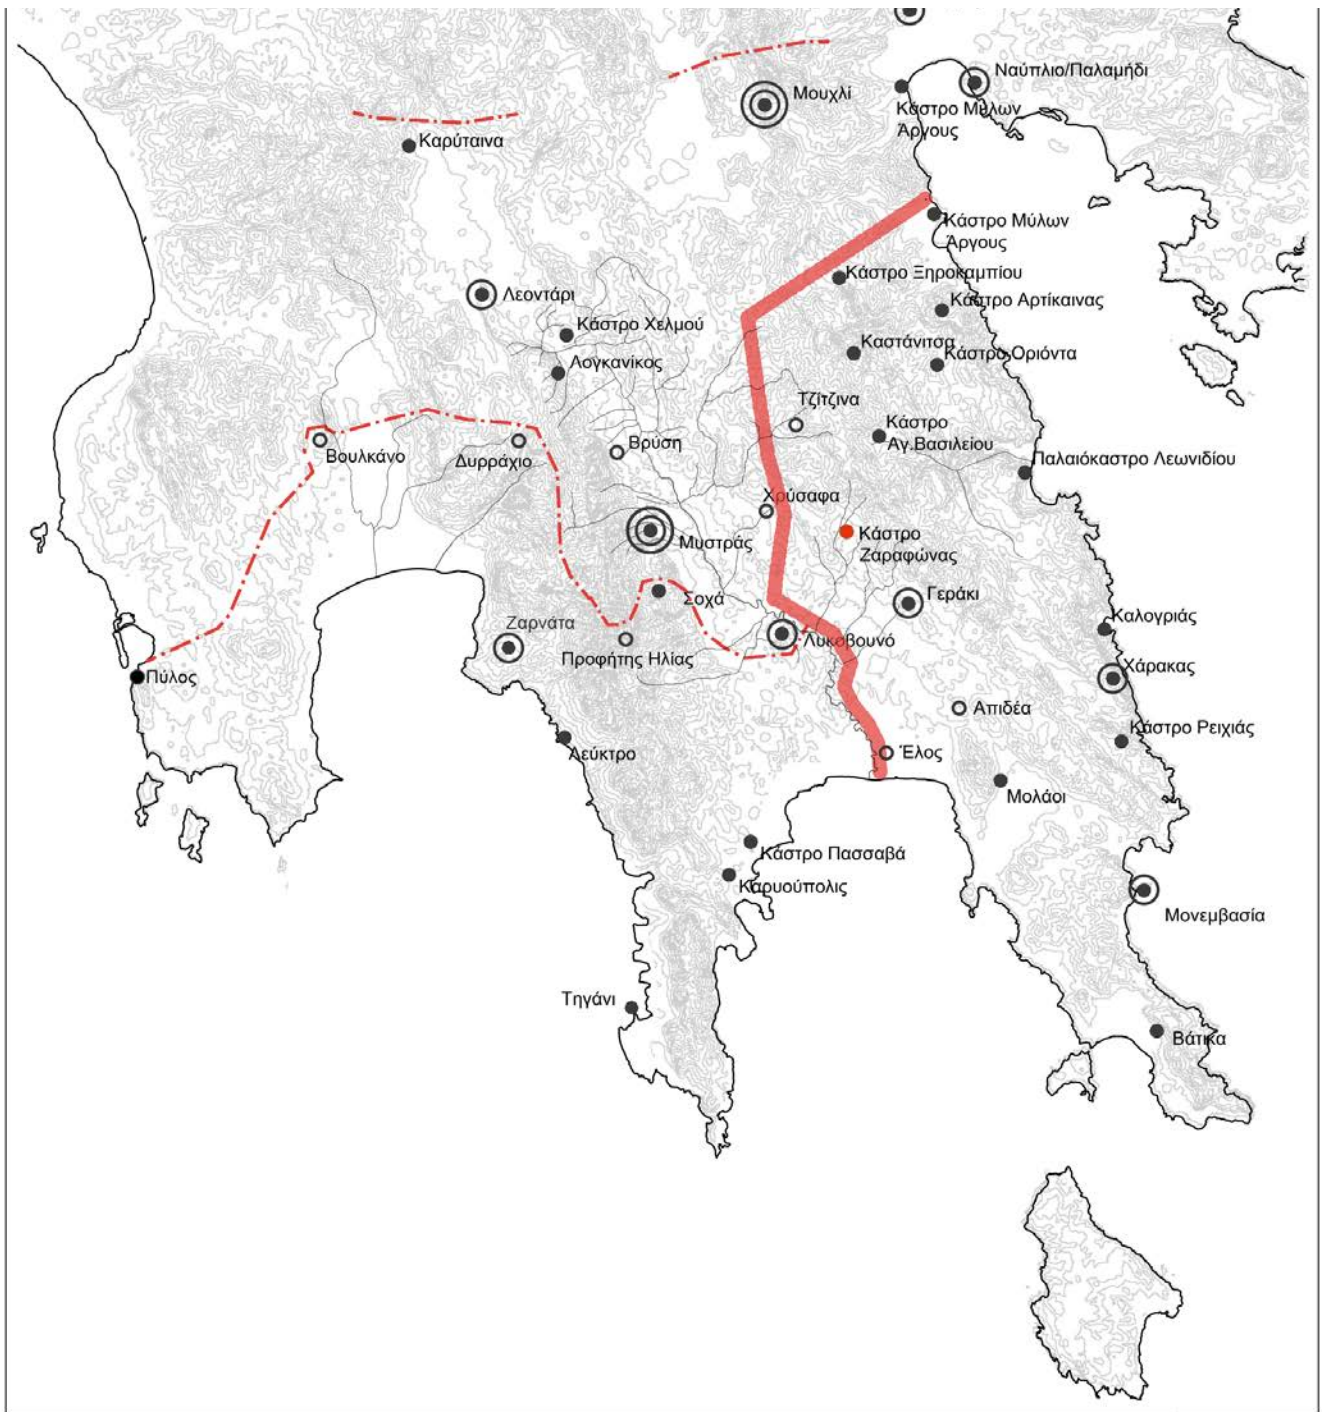 Ναύπλιο/Παλαμήδι
Μουχλί
Κάστρο Μύλων
Άργους
Καρύταινα
Κάστρο Μύλων
Άργους
Κάστρο Ξηροκαμπίου
Λεοντάρι
Κάστρο Αρτίκαινας
Κάστρο Χελμού
Καστάνιτσα
Κάστρο Οριόντα
Λογκανίκος
Τζίτζινα
Κάστρο
Αγ.Βασιλείου
Βρύση
Βουλκάνο
Δυρράχιο
Παλαιόκαστρο Λεωνιδίου
Χρύσαφα
Μυστράς
Κάστρο
Ζαραφώνας
Σοχά
Γεράκι
Καλογριάς
Ζαρνάτα
Λυκοβουνό
Προφήτης Ηλίας
Χάρακας
Πύλος
Απιδέα
Κάστρο Ρειχιάς
Λεύκτρο
Έλος
Μολάοι
Κάστρο Πασσαβά
Καρυούπολις
Μονεμβασία
Τηγάνι
Βάτικα